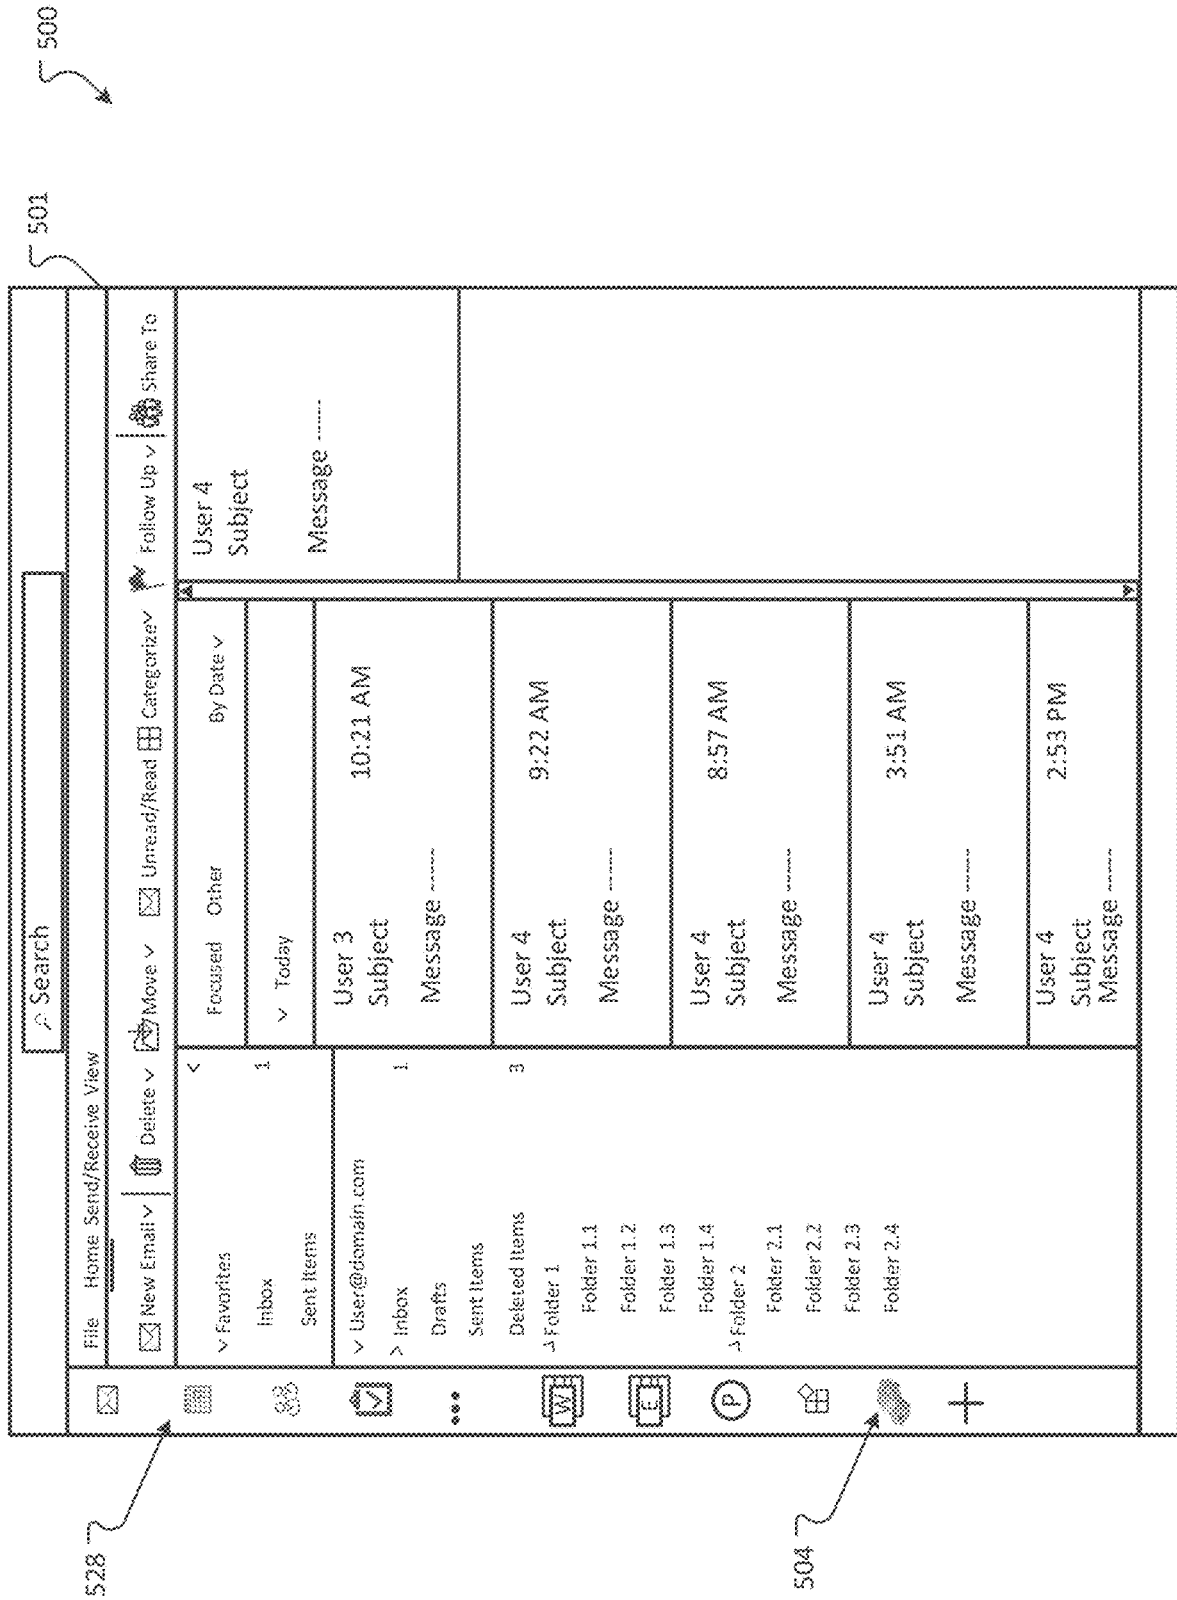 500
501
Search
File Home Send/Receive View
New Email Delete Move Unread/Read Categorize Follow Up Share To
528
Favorites
Inbox 1
Sent Items
User@domain.com
Inbox 1
Drafts
Sent Items
Deleted Items 3
Folder 1
Folder 1.1
Folder 1.2
Folder 1.3
Folder 1.4
Folder 2
Folder 2.1
Folder 2.2
Folder 2.3
Folder 2.4
W
E
P
504
Focused Other By Date
Today
User 3
Subject 10:21 AM
Message ------
User 4
Subject 9:22 AM
Message ------
User 4
Subject 8:57 AM
Message ------
User 4
Subject 3:51 AM
Message ------
User 4
Subject 2:53 PM
Message ------
User 4
Subject
Message ------